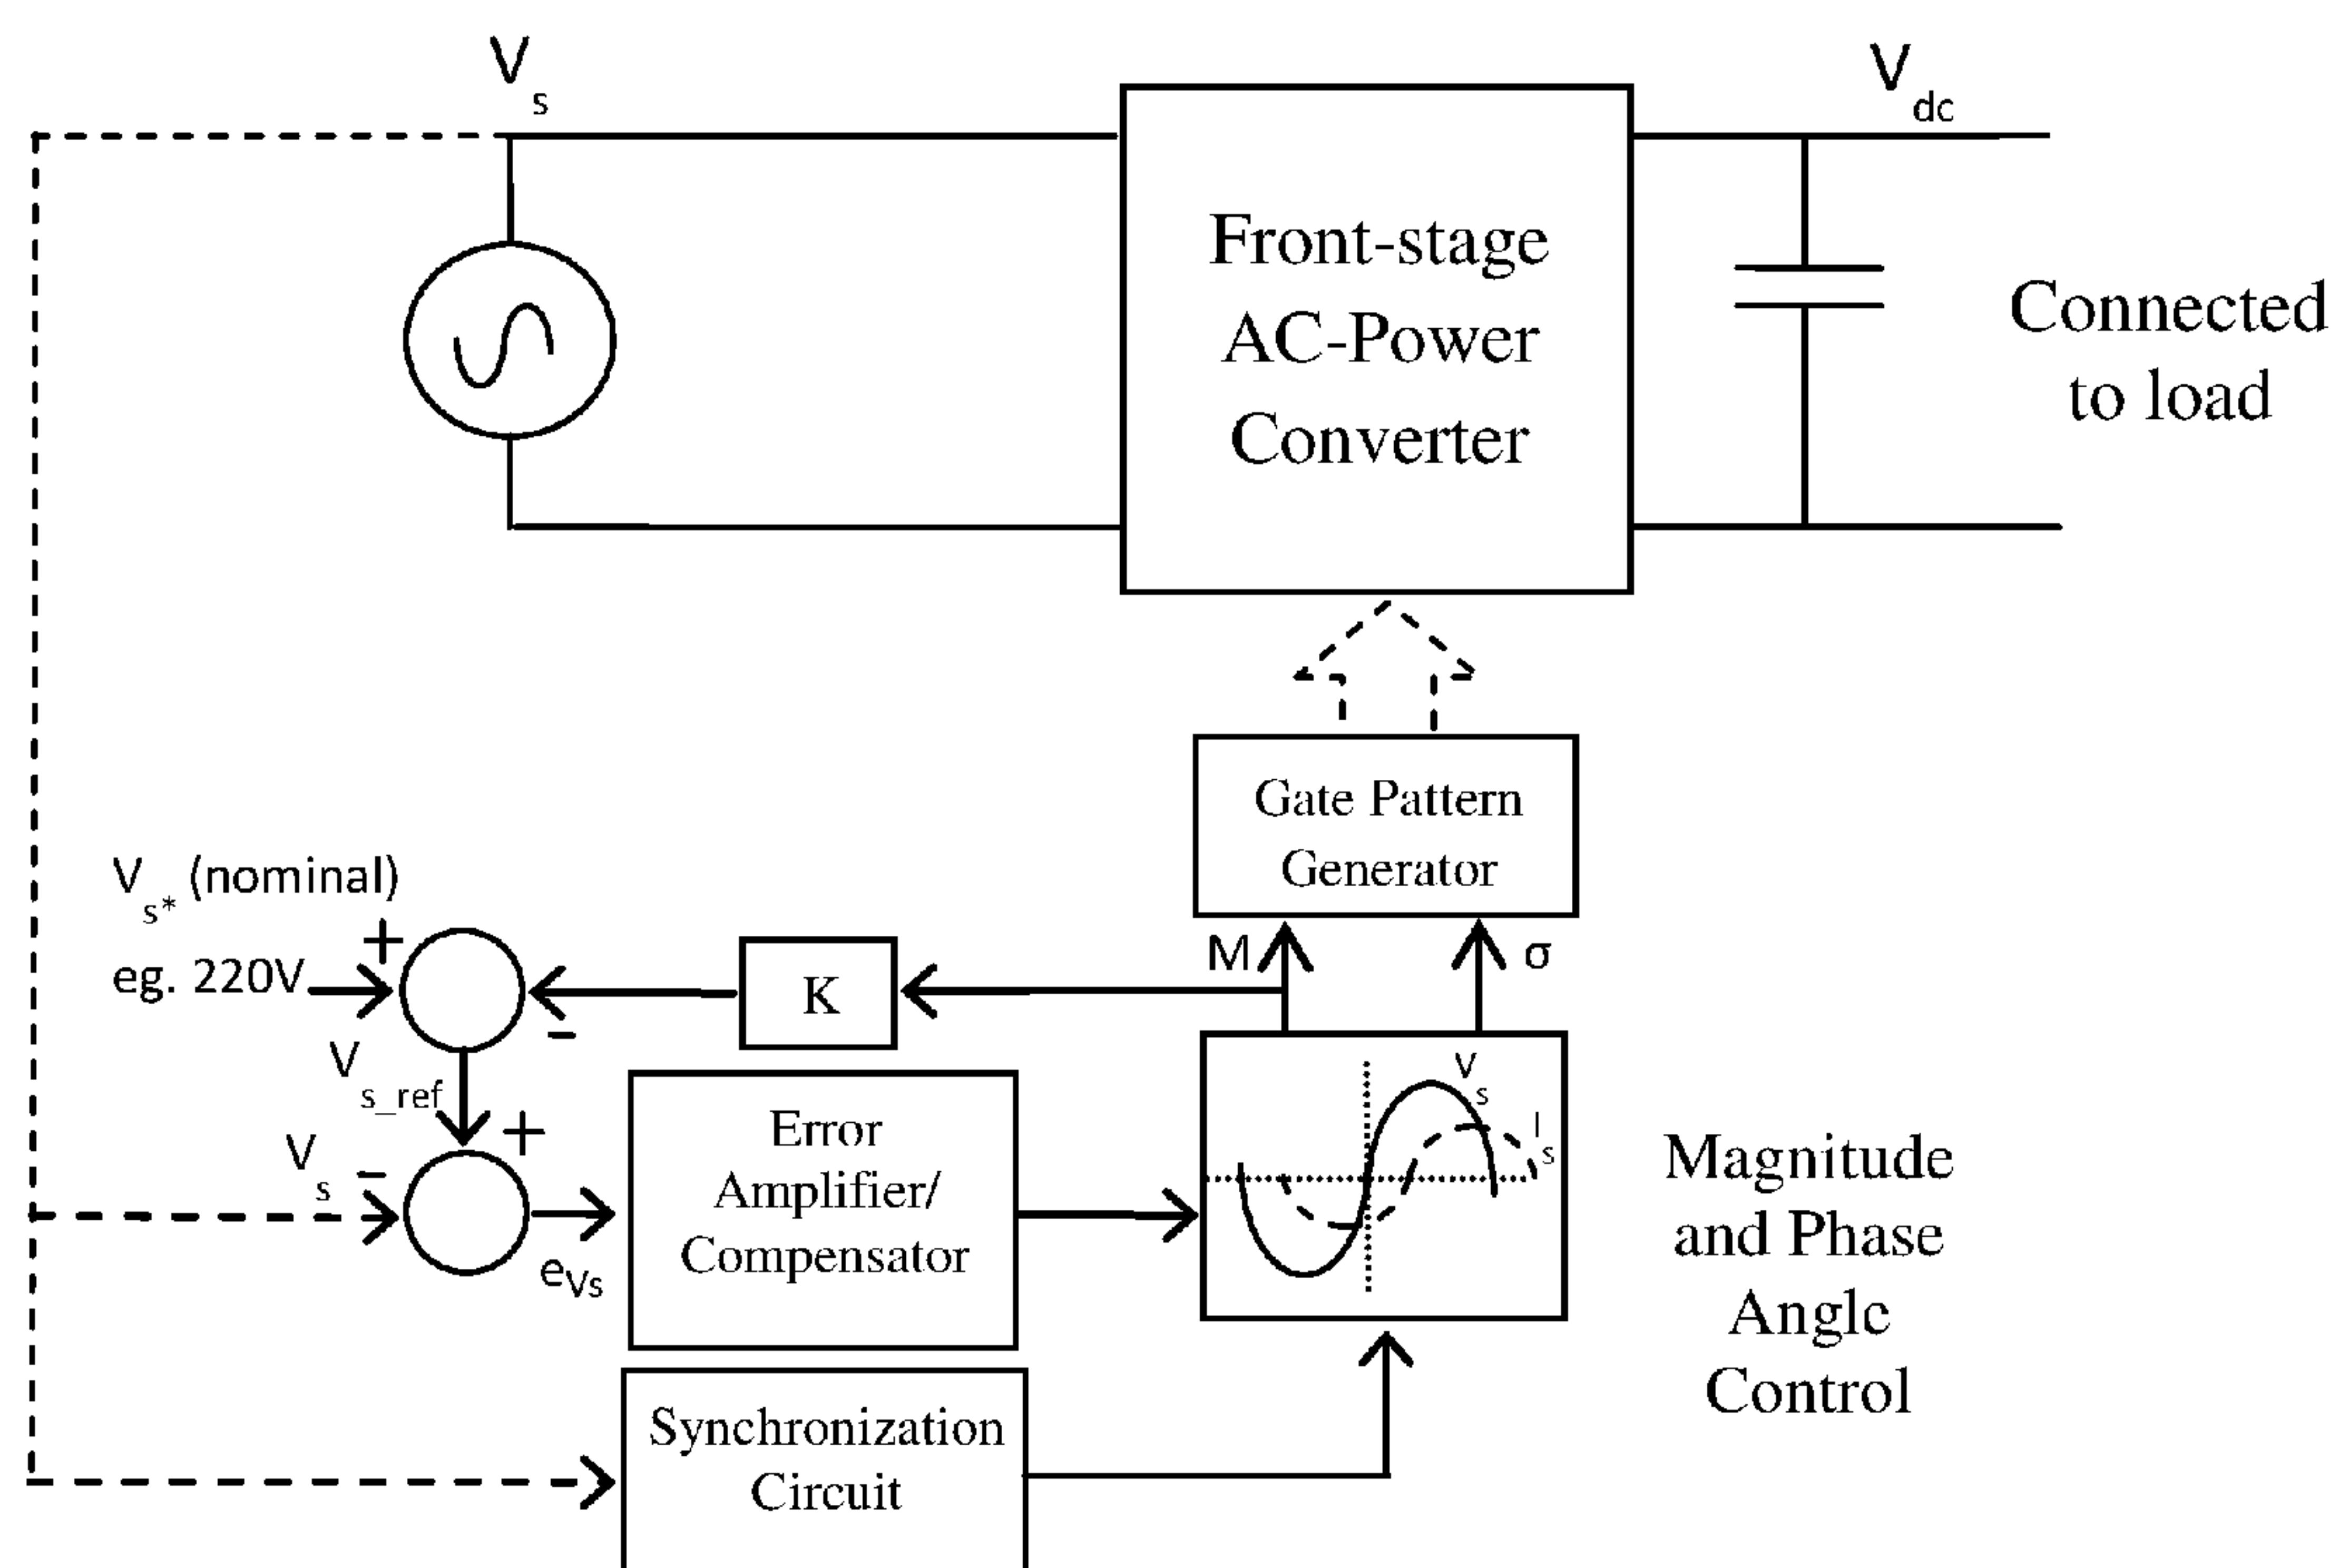 Vs
Vdc
Front-stage
AC-Power
Converter
Connected
to load
Gate Pattern
Generator
Vs* (nominal)
+
eg. 220V
−
K
M
σ
Vs_ref
+
Vs
−
eVs
Error
Amplifier/
Compensator
Vs
Is
Magnitude
and Phase
Angle
Control
Synchronization
Circuit